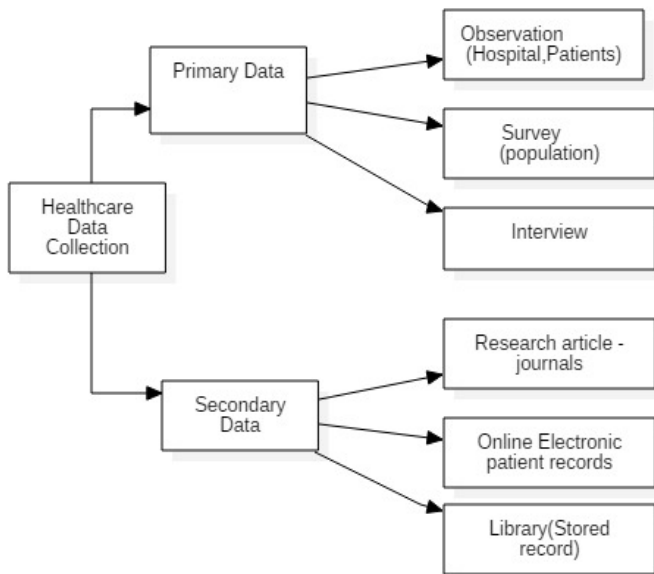 Observation
(Hospital,Patients)
Primary Data
Survey
(population)
Healthcare
Data
Collection
Interview
Research article -
journals
Secondary
Data
Online Electronic
patient records
Library(Stored
record)